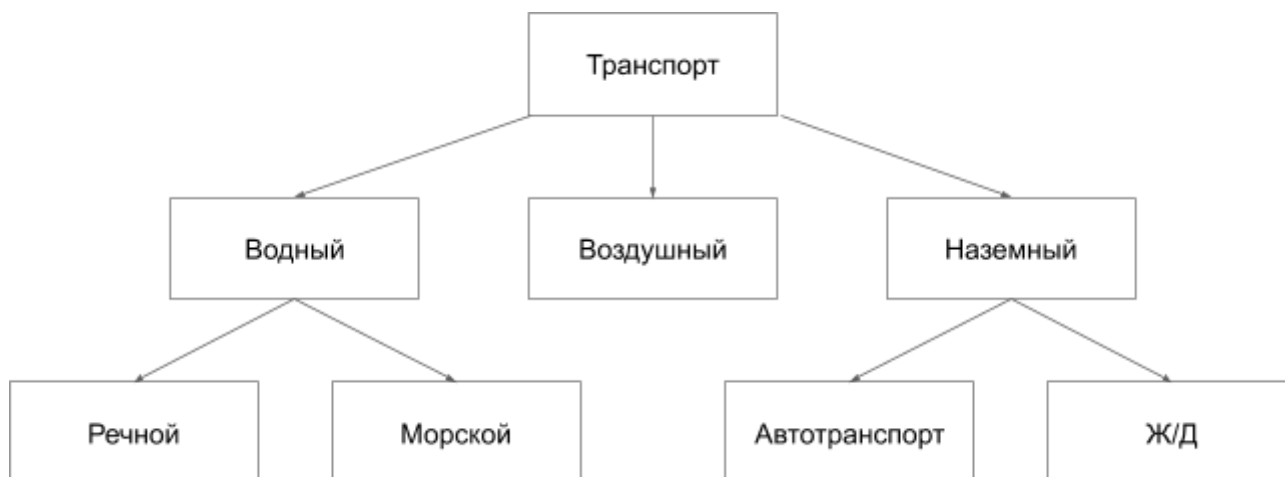 Транспорт
Водный
Воздушный
Наземный
Речной
Морской
Автотранспорт
Ж/Д